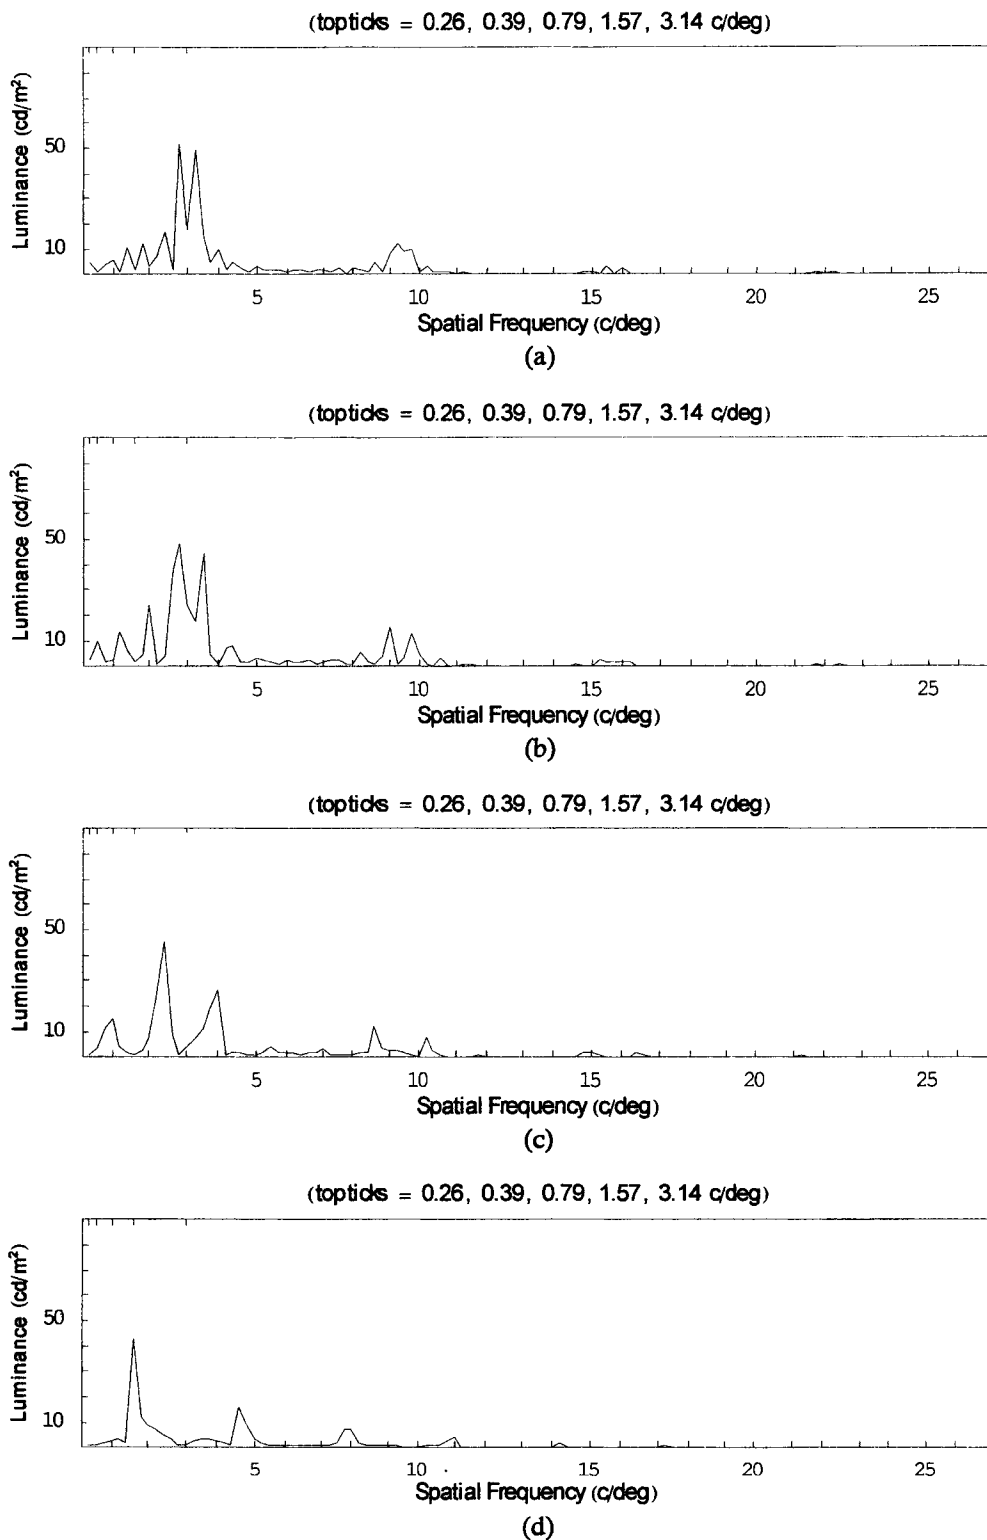 (topticks = 0.26, 0.39, 0.79, 1.57, 3.14 c/deg)
Luminance (cd/m²)
50
10
5 10 15 20 25
Spatial Frequency (c/deg)
(a)
(topticks = 0.26, 0.39, 0.79, 1.57, 3.14 c/deg)
Luminance (cd/m²)
50
10
5 10 15 20 25
Spatial Frequency (c/deg)
(b)
(topticks = 0.26, 0.39, 0.79, 1.57, 3.14 c/deg)
Luminance (cd/m²)
50
10
5 10 15 20 25
Spatial Frequency (c/deg)
(c)
(topticks = 0.26, 0.39, 0.79, 1.57, 3.14 c/deg)
Luminance (cd/m²)
50
10
5 10 15 20 25
Spatial Frequency (c/deg)
(d)